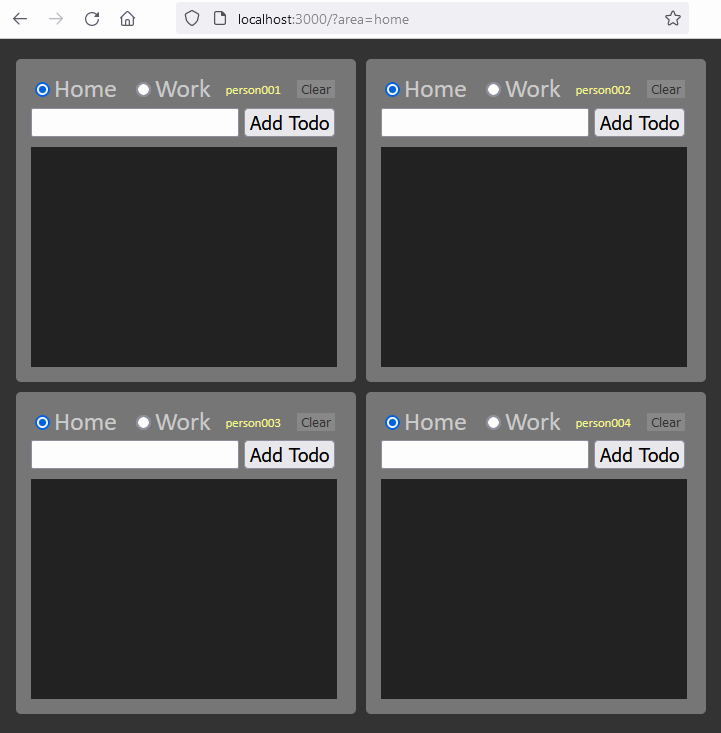 localhost:3000/?area=home
Home Work person001 Clear
Add Todo
Home Work person002 Clear
Add Todo
Home Work person003 Clear
Add Todo
Home Work person004 Clear
Add Todo